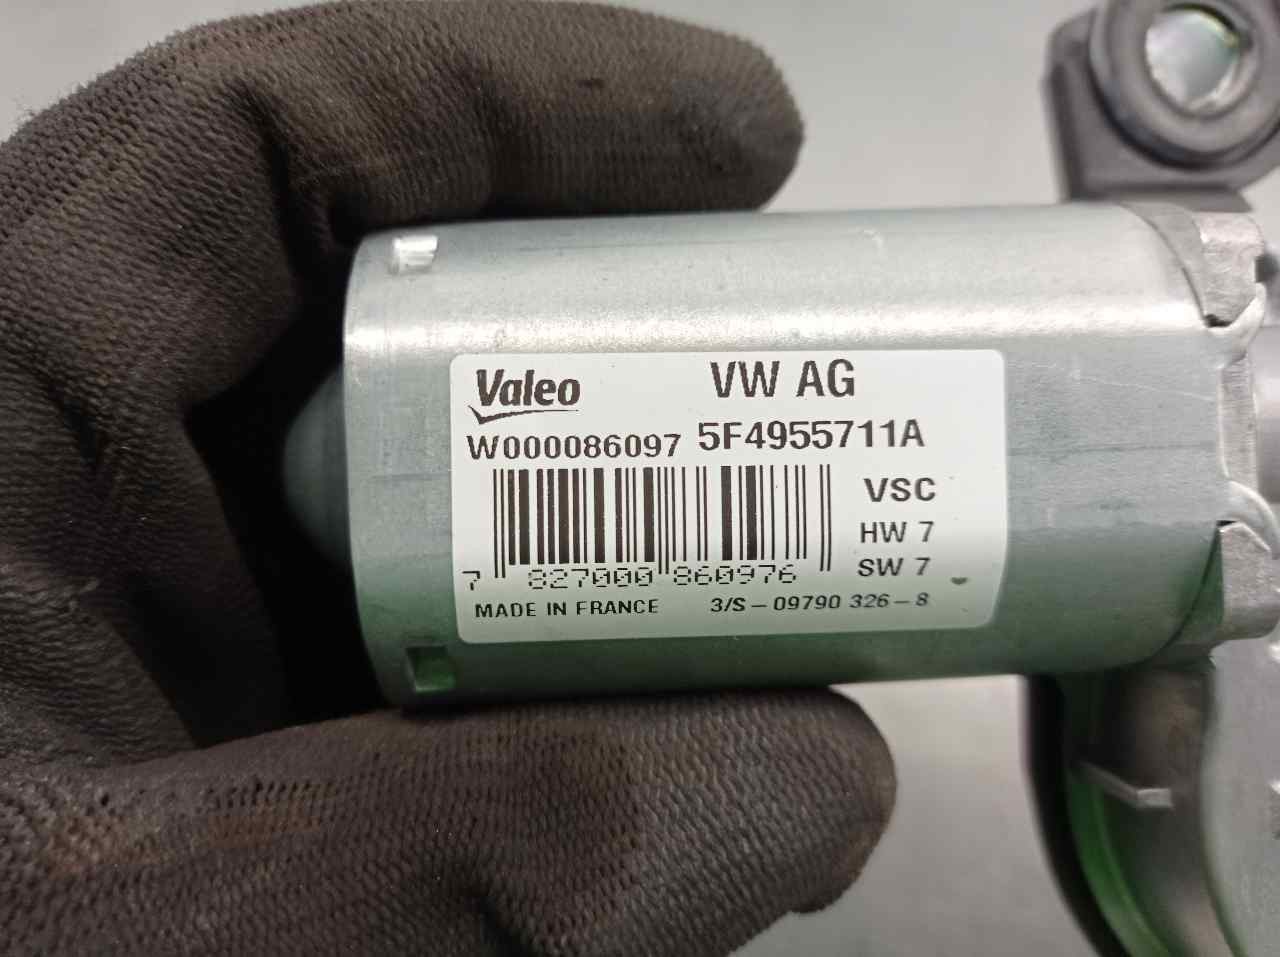 Valeo VW AG
W000086097 5F4955711A
VSC
HW 7
SW 7
7 827000 860976
MADE IN FRANCE 3/S-09790 326-8